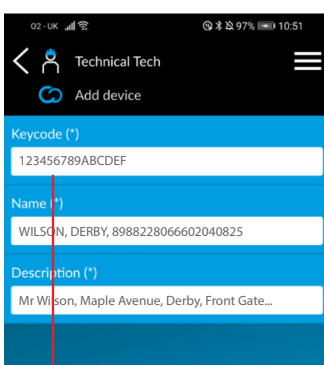 O2-UK 97% 10:51
Technical Tech
Add device
Keycode (*)
123456789ABCDEF
Name (*)
WILSON, DERBY, 8988228066602040825
Description (*)
Mr Wilson, Maple Avenue, Derby, Front Gate...